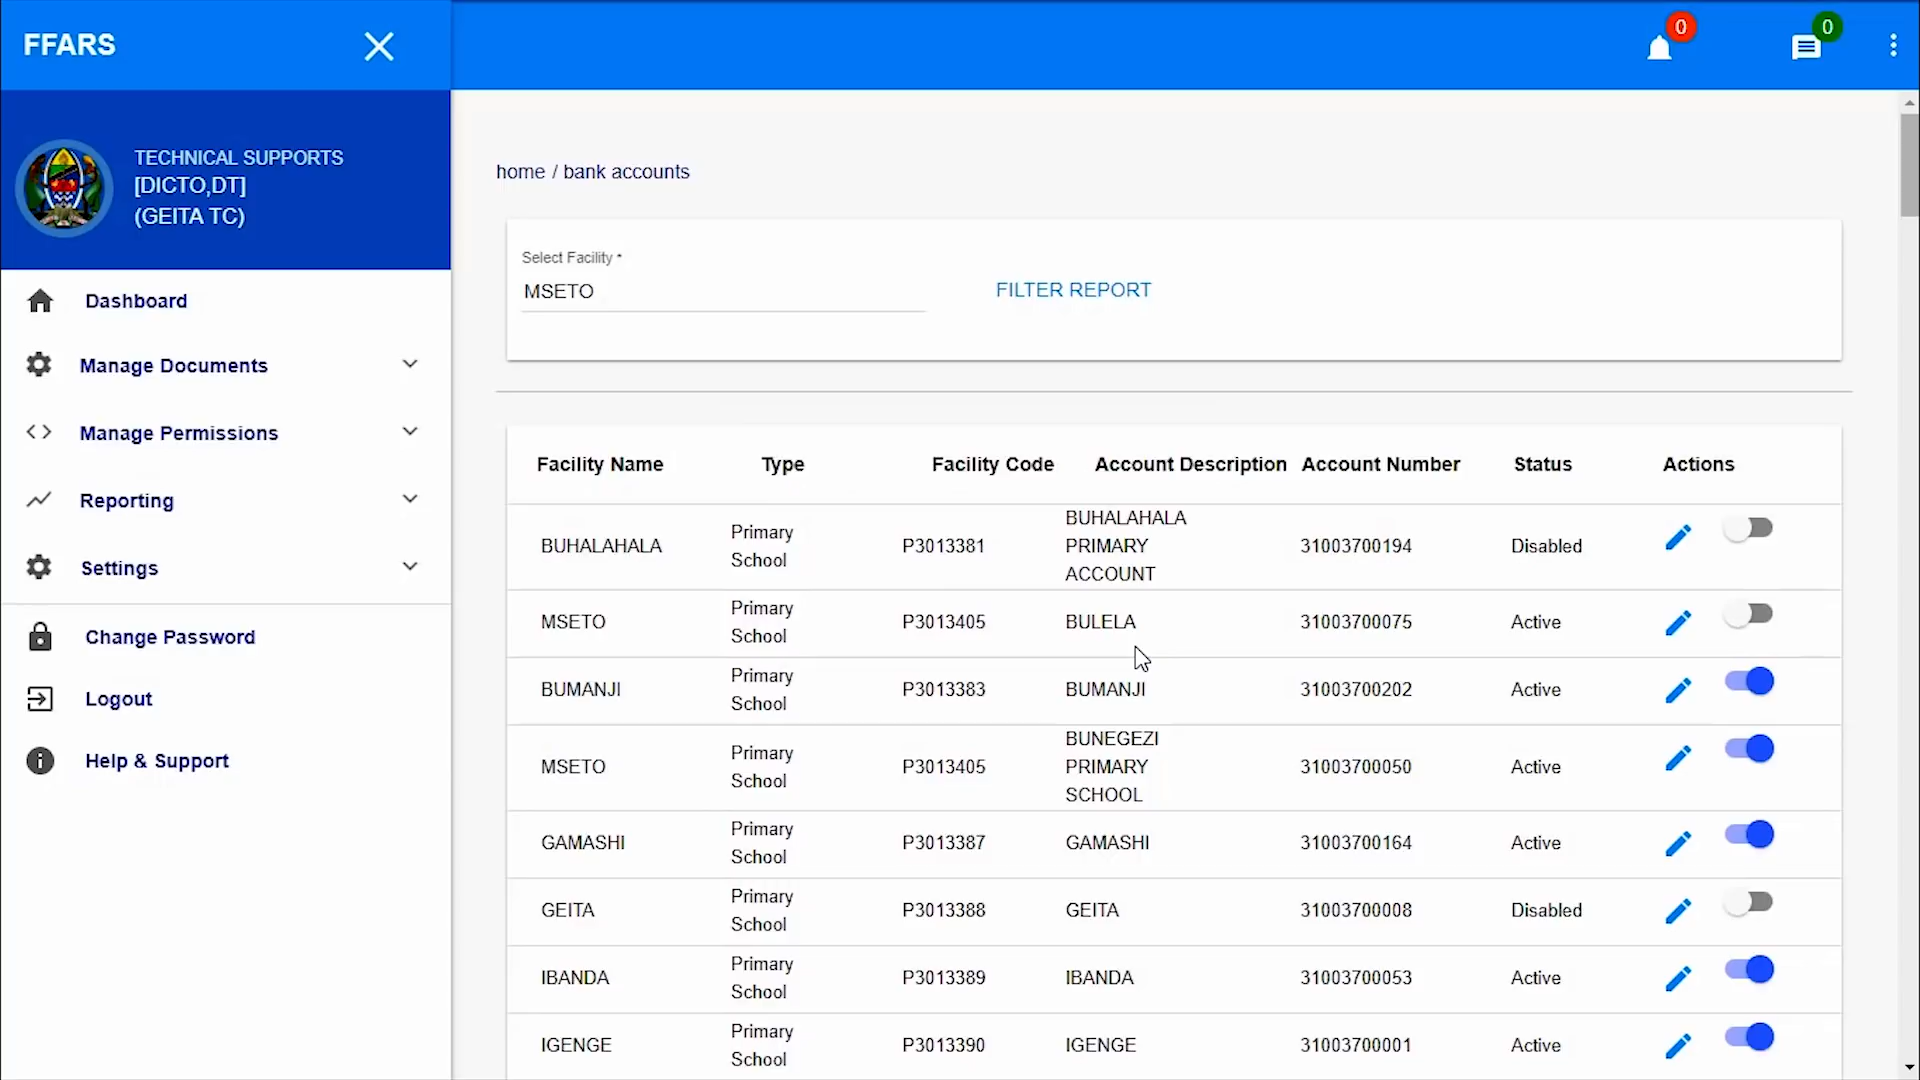 FFARS
0
0
TECHNICAL SUPPORTS
[DICTO,DT]
(GEITA TC)
Dashboard
Manage Documents
Manage Permissions
Reporting
Settings
Change Password
Logout
Help & Support
home / bank accounts
Select Facility *
MSETO
FILTER REPORT
Facility Name Type Facility Code Account Description Account Number Status Actions
BUHALAHALA Primary School P3013381 BUHALAHALA PRIMARY ACCOUNT 31003700194 Disabled
MSETO Primary School P3013405 BULELA 31003700075 Active
BUMANJI Primary School P3013383 BUMANJI 31003700202 Active
MSETO Primary School P3013405 BUNEGEZI PRIMARY SCHOOL 31003700050 Active
GAMASHI Primary School P3013387 GAMASHI 31003700164 Active
GEITA Primary School P3013388 GEITA 31003700008 Disabled
IBANDA Primary School P3013389 IBANDA 31003700053 Active
IGENGE Primary School P3013390 IGENGE 31003700001 Active